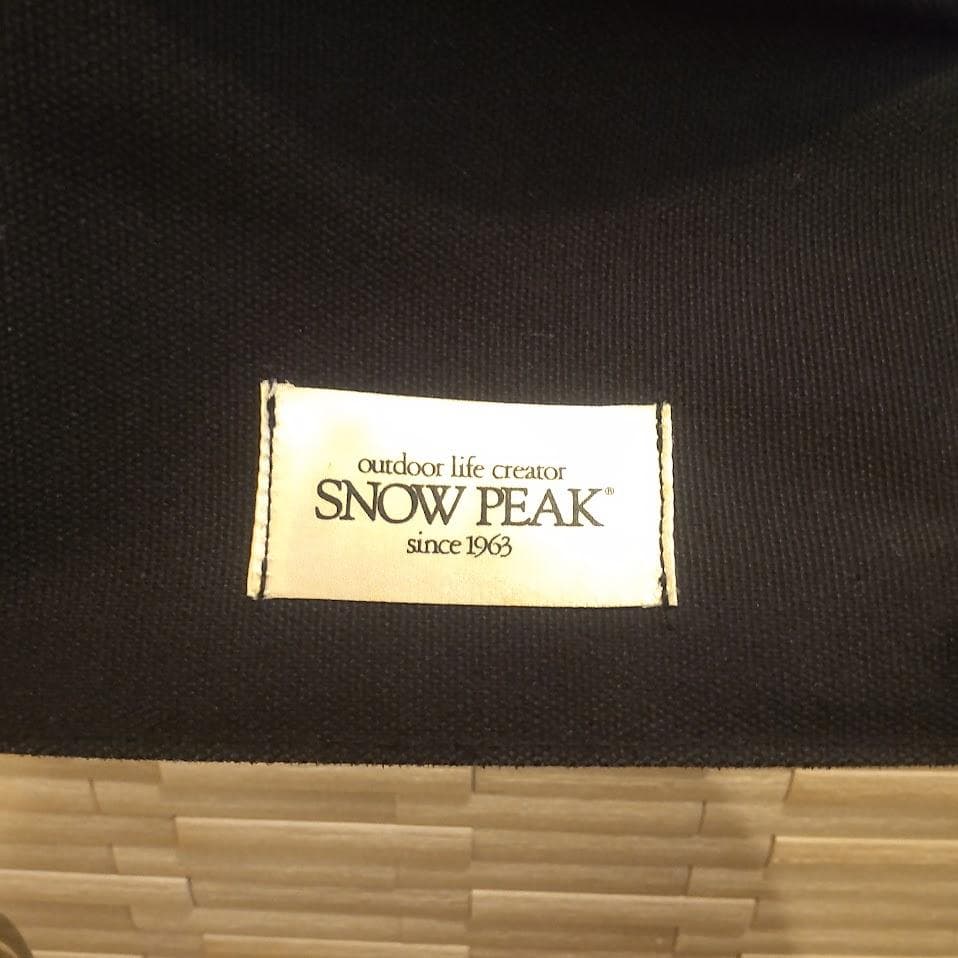 outdoor life creator
SNOW PEAK®
since 1963